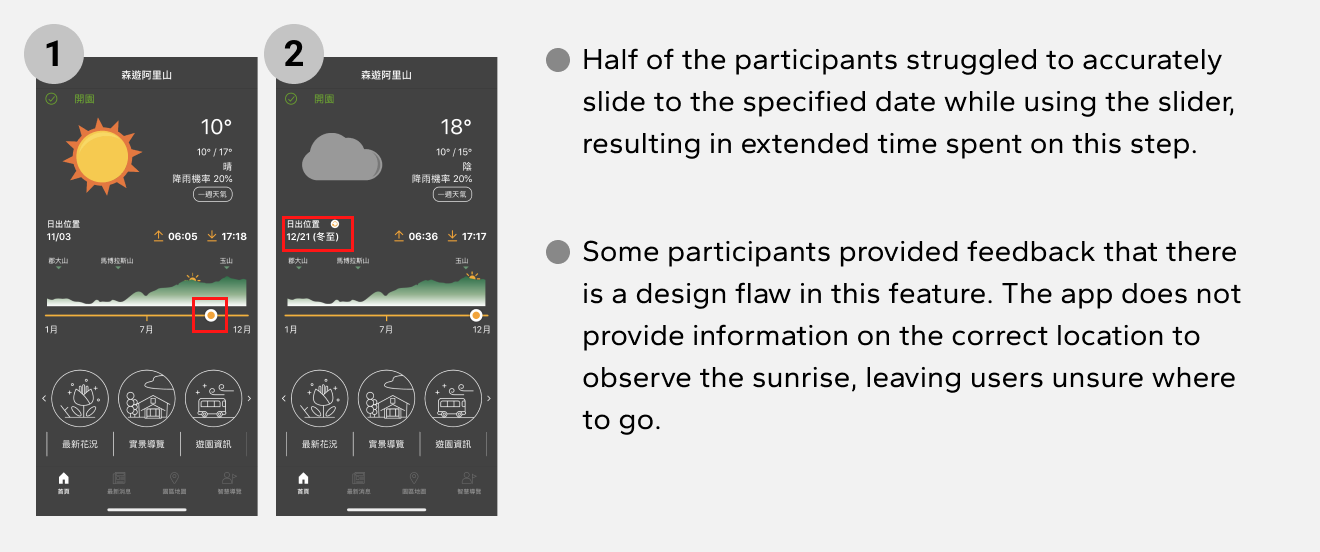 1
森遊阿里山
開園
10°
10° / 17°
晴
降雨機率 20%
一週天氣
日出位置
11/03
06:05
17:18
郡大山
馬博拉斯山
玉山
1月
7月
12月
最新花況
實景導覽
遊園資訊
首頁
最新消息
園區地圖
智慧導覽
2
森遊阿里山
開園
18°
10° / 15°
陰
降雨機率 20%
一週天氣
日出位置
12/21 (冬至)
06:36
17:17
郡大山
馬博拉斯山
玉山
1月
7月
12月
最新花況
實景導覽
遊園資訊
首頁
最新消息
園區地圖
智慧導覽
Half of the participants struggled to accurately
slide to the specified date while using the slider,
resulting in extended time spent on this step.
Some participants provided feedback that there
is a design flaw in this feature. The app does not
provide information on the correct location to
observe the sunrise, leaving users unsure where
to go.